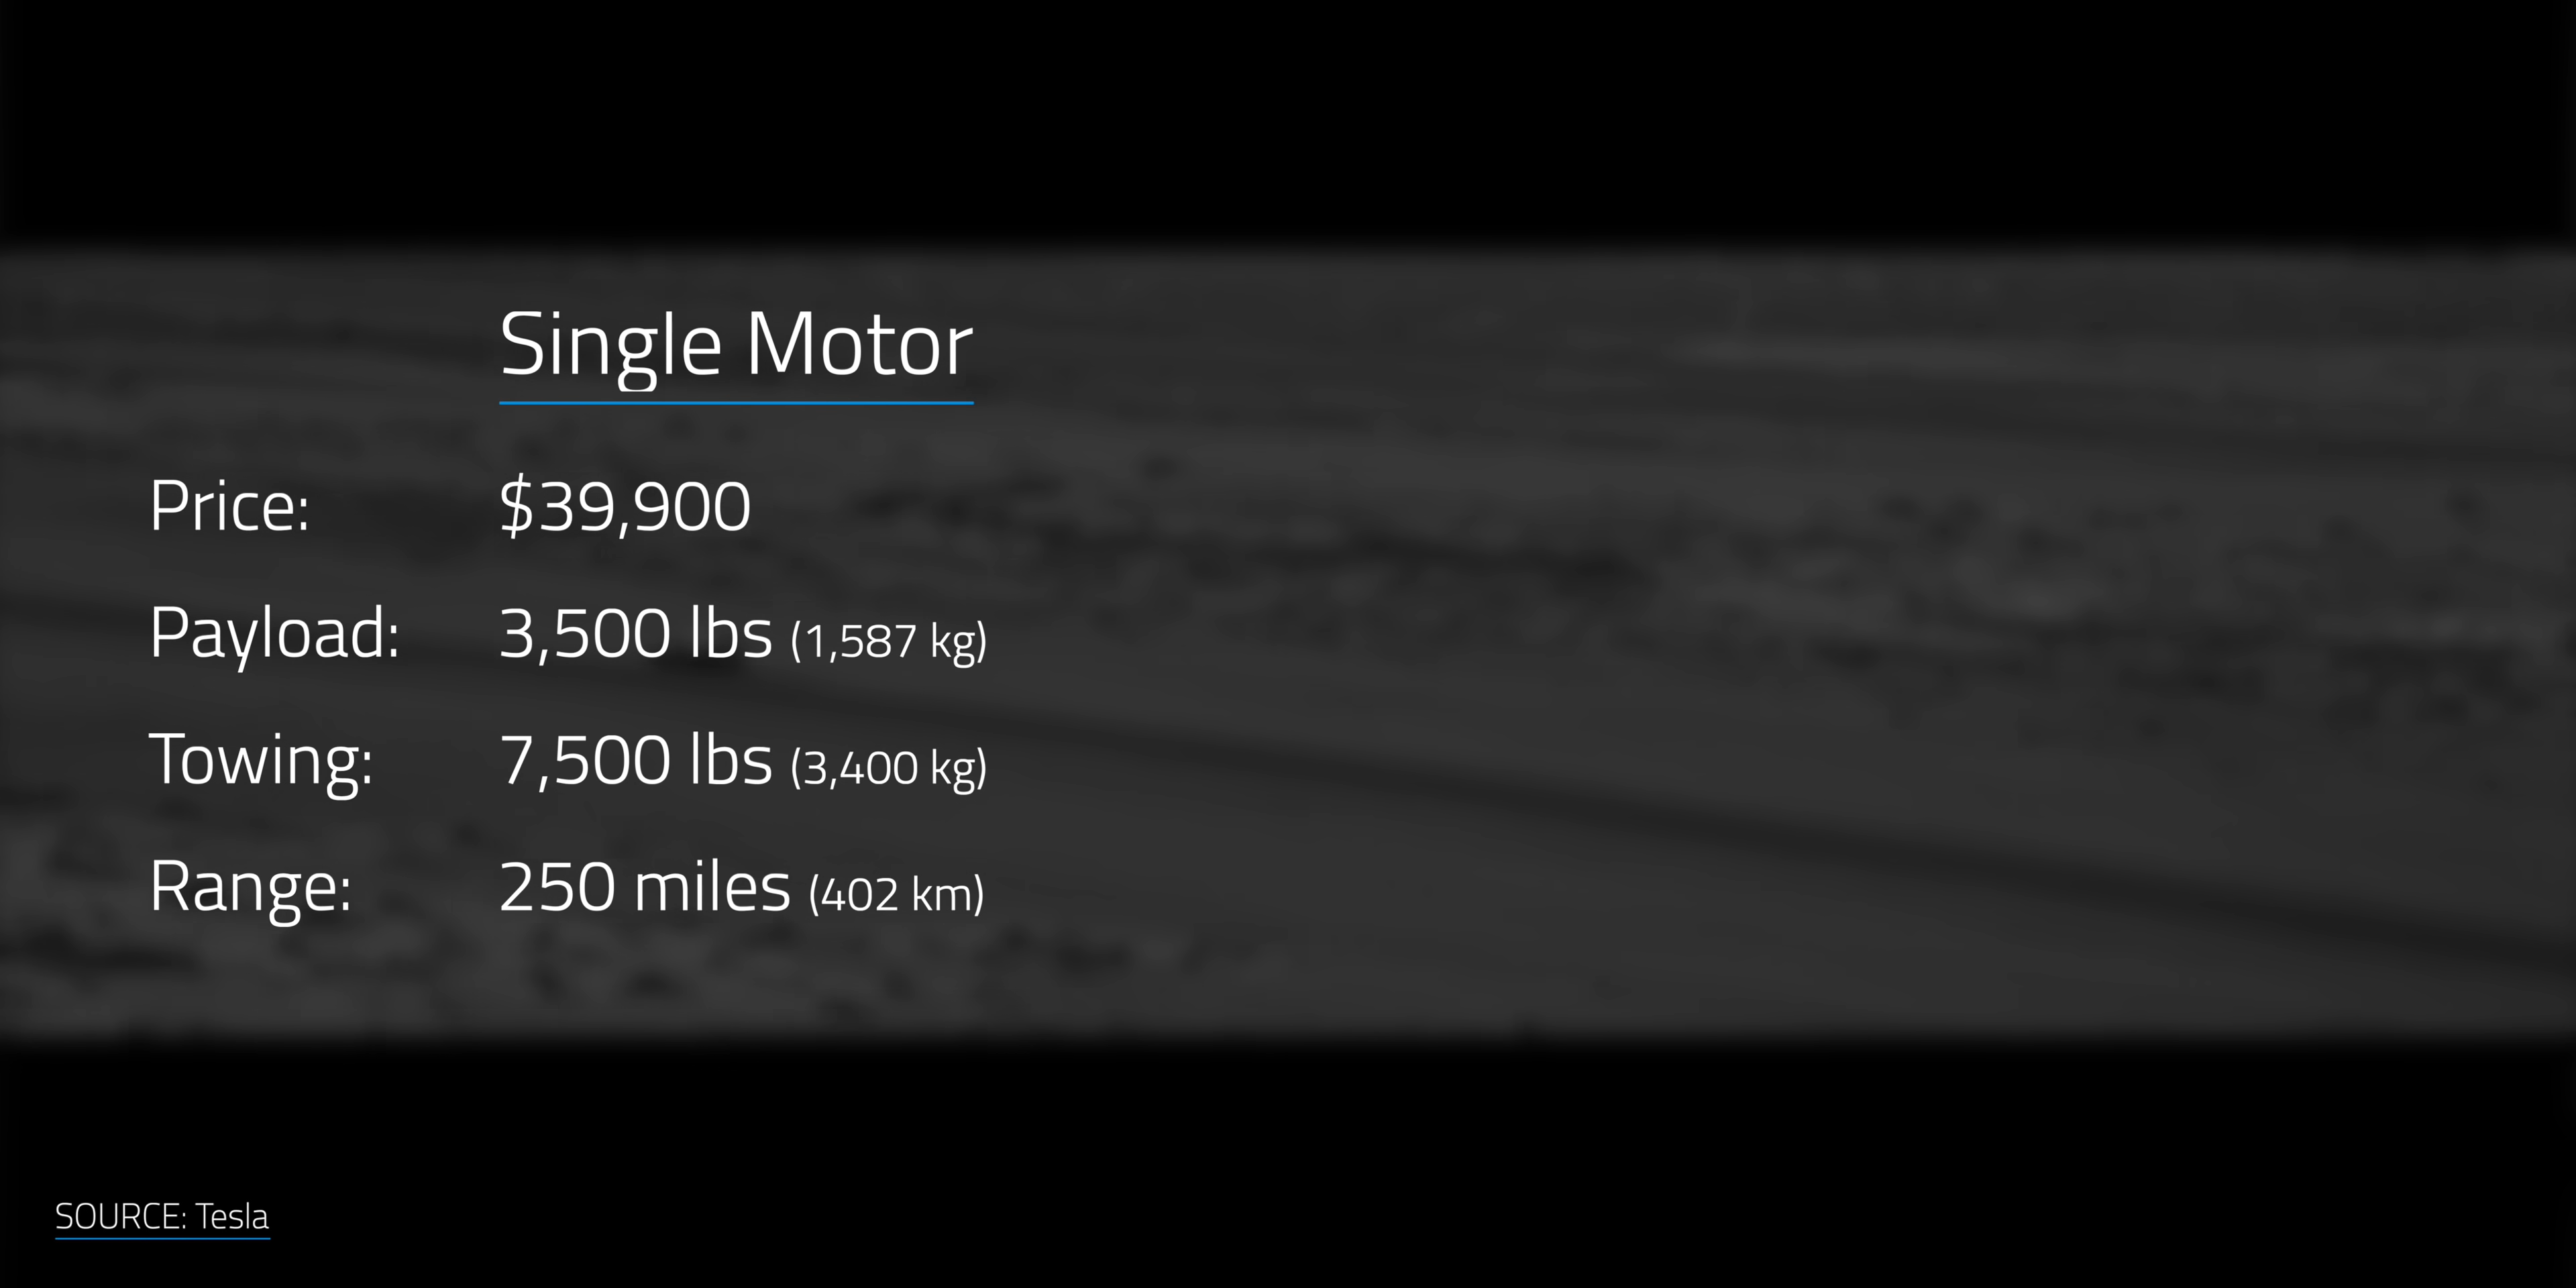 Single Motor
Price: $39,900
Payload: 3,500 lbs (1,587 kg)
Towing: 7,500 lbs (3,400 kg)
Range: 250 miles (402 km)
SOURCE: Tesla